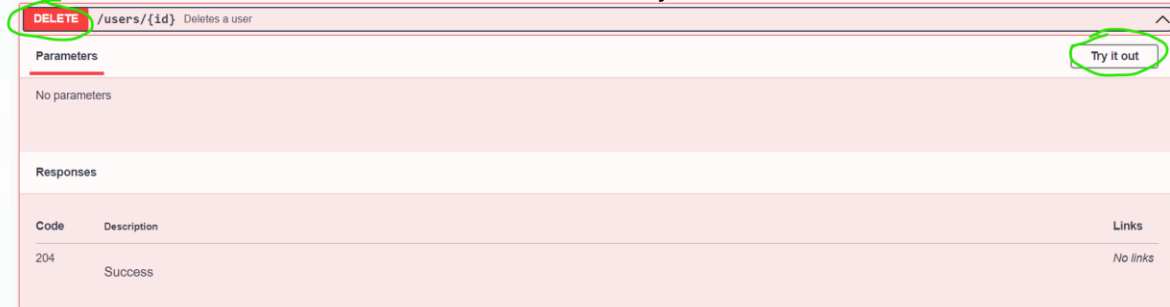 DELETE /users/{id} Deletes a user
Parameters
Try it out
No parameters
Responses
Code Description Links
204 Success No links